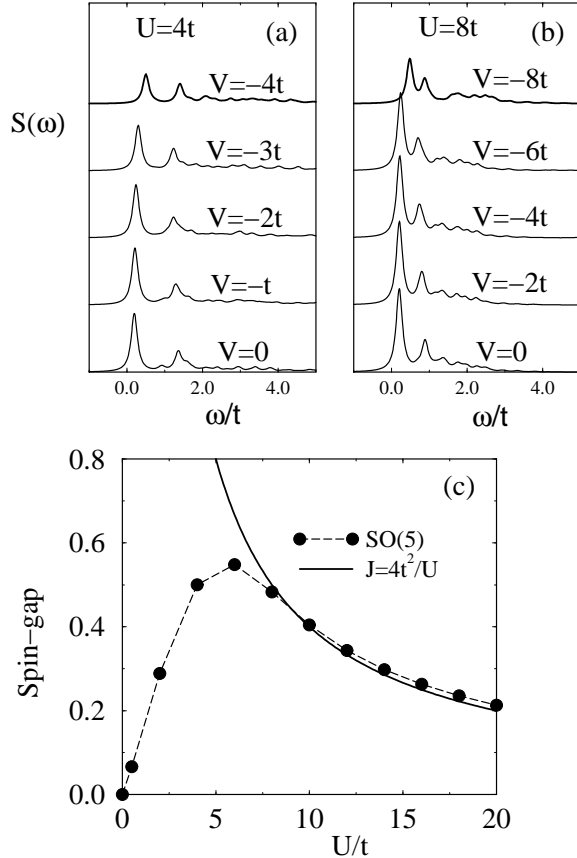 U=4t (a)
V=−4t
S(ω)
V=−3t
V=−2t
V=−t
V=0
0.0 2.0 4.0
ω/t
U=8t (b)
V=−8t
V=−6t
V=−4t
V=−2t
V=0
0.0 2.0 4.0
ω/t
(c)
0.8
0.6
0.4
0.2
0.0
Spin−gap
SO(5)
J=4t²/U
0 5 10 15 20
U/t